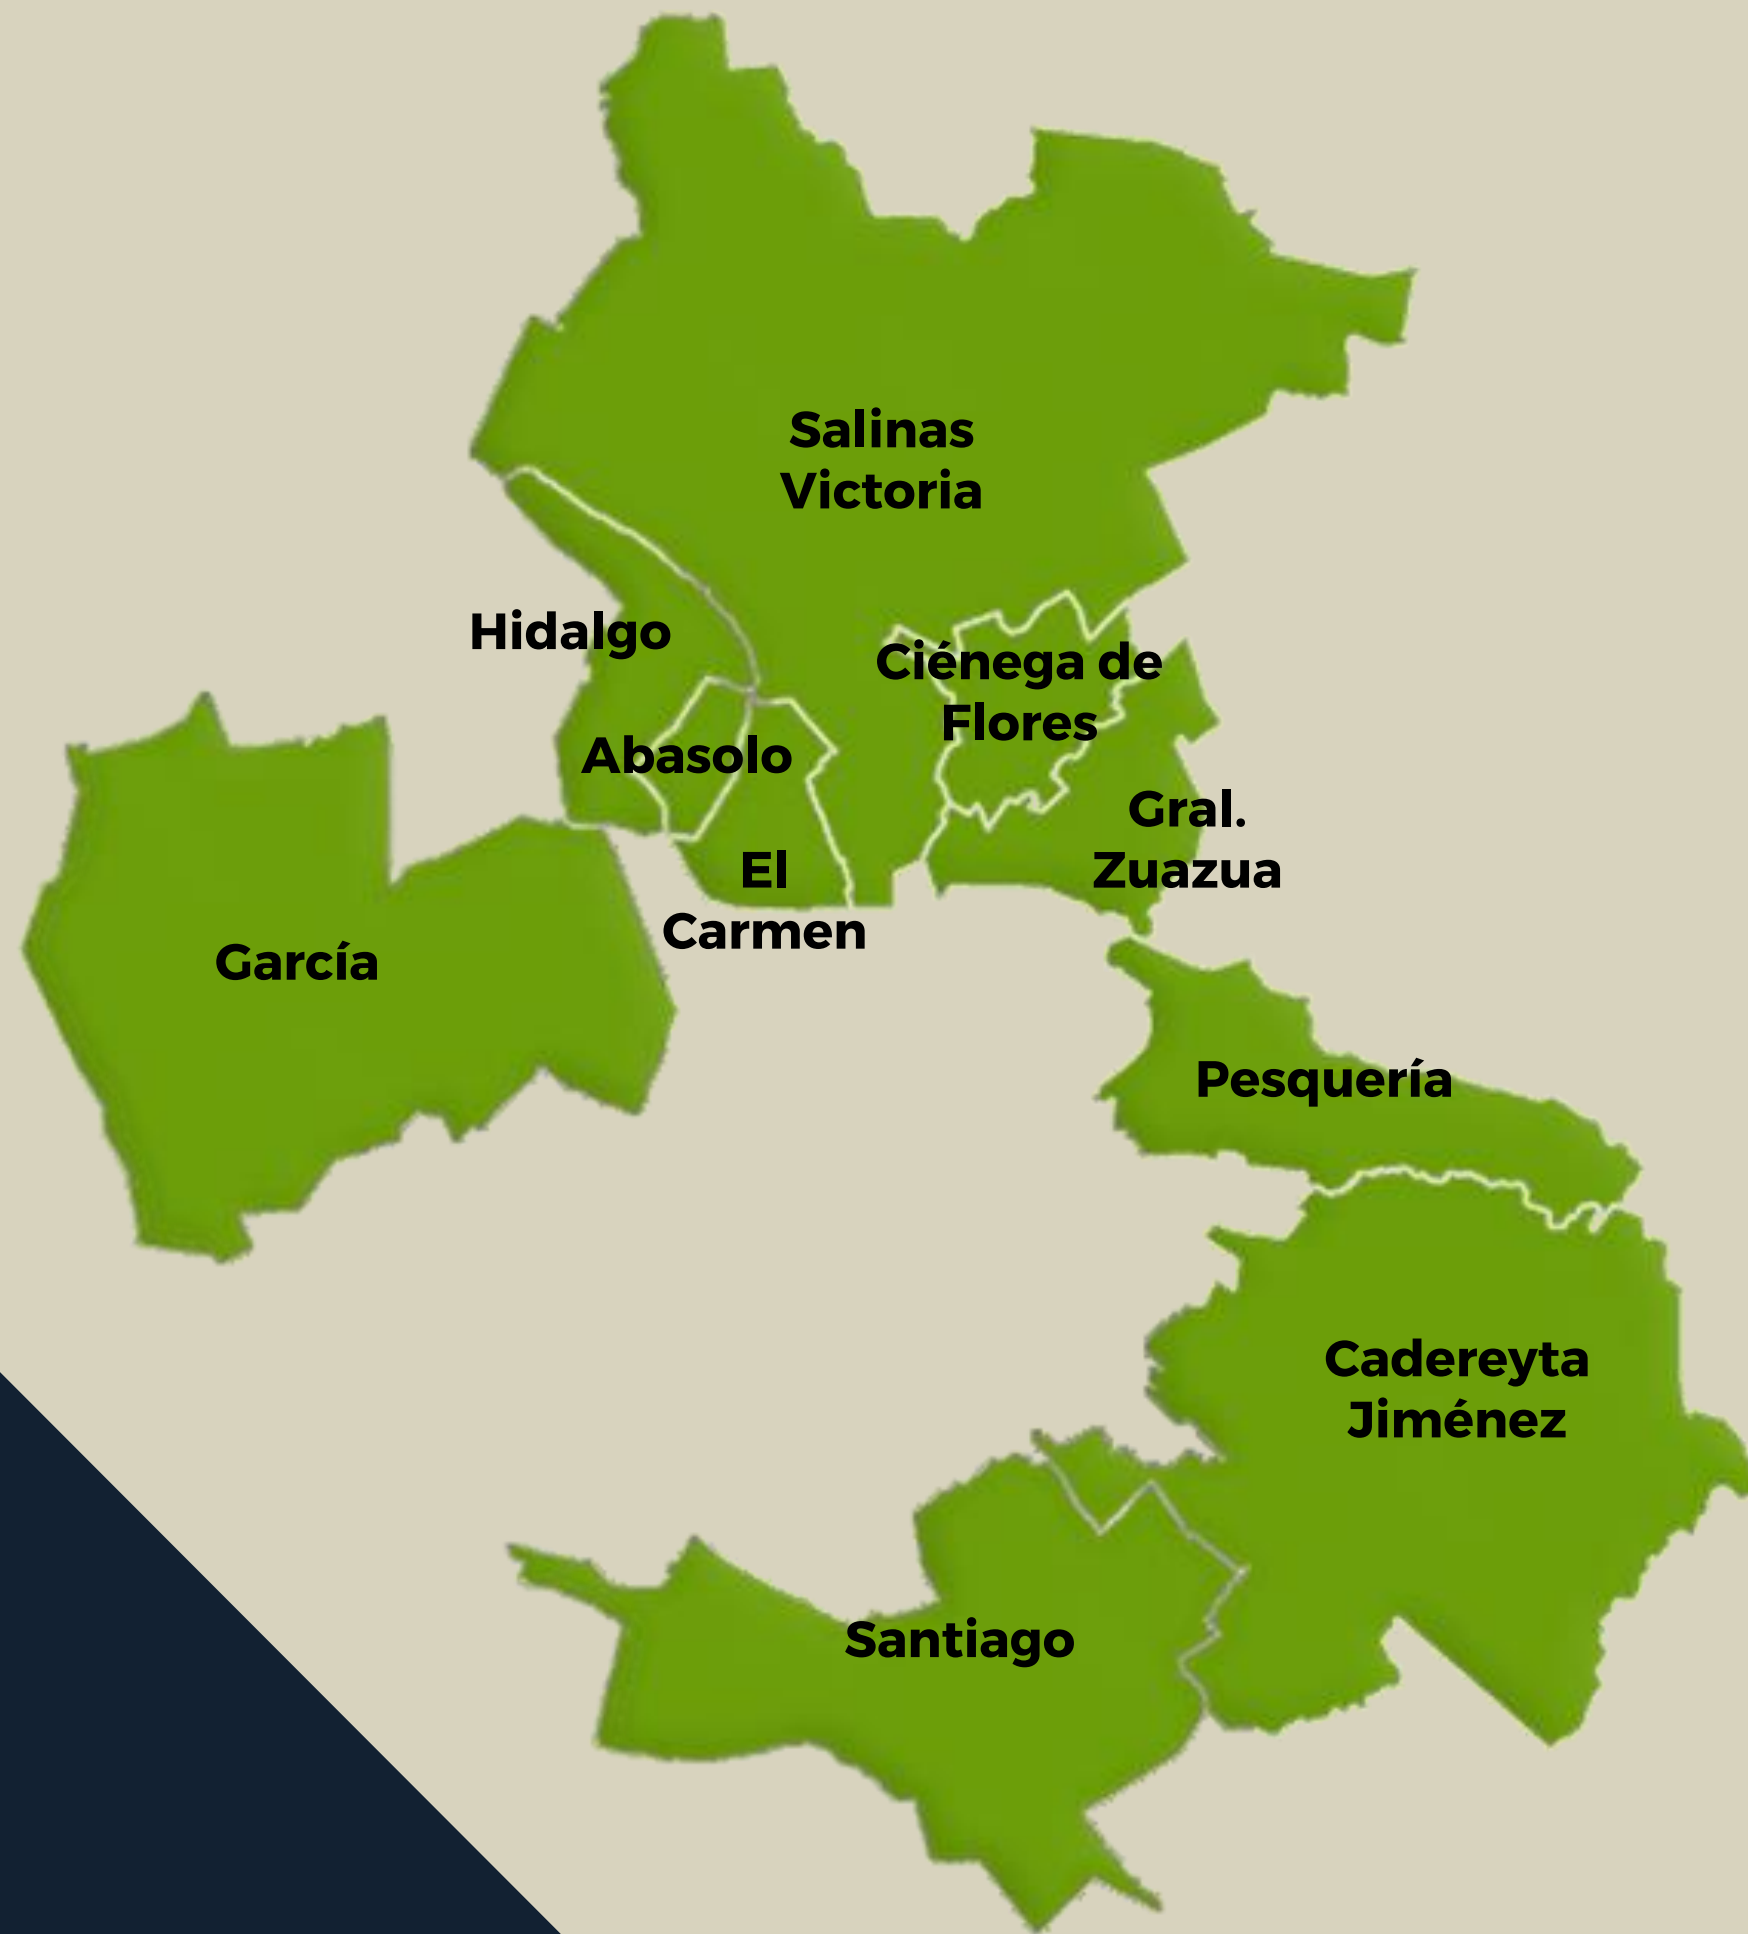 Salinas
Victoria
Hidalgo
Ciénega de
Flores
Abasolo
Gral.
Zuazua
El
Carmen
García
Pesquería
Cadereyta
Jiménez
Santiago